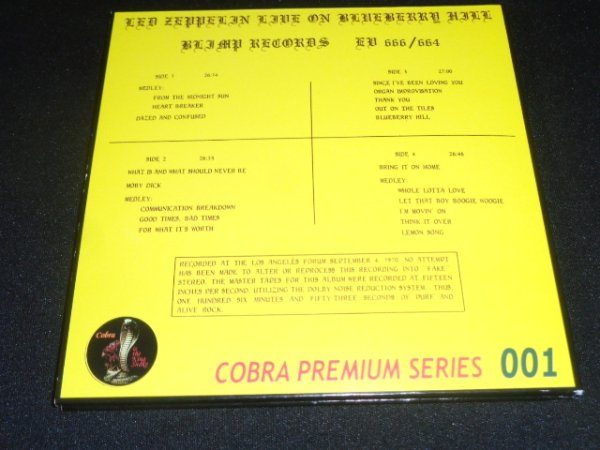 LED ZEPPELIN LIVE ON BLUEBERRY HILL
BLIMP RECORDS EV 666/664
SIDE 1 26:14
MEDLEY:
FROM THE MIDNIGHT SUN
HEART BREAKER
DAZED AND CONFUSED
SIDE 3 27:00
SINCE I'VE BEEN LOVING YOU
ORGAN IMPROVISATION
THANK YOU
OUT ON THE TILES
BLUEBERRY HILL
SIDE 2 26:13
WHAT IS AND WHAT SHOULD NEVER BE
MOBY DICK
MEDLEY:
COMMUNICATION BREAKDOWN
GOOD TIMES, BAD TIMES
FOR WHAT IT'S WORTH
SIDE 4 26:46
BRING IT ON HOME
MEDLEY:
WHOLE LOTTA LOVE
LET THAT BOY BOOGIE WOOGIE
I'M MOVIN' ON
THINK IT OVER
LEMON SONG
RECORDED AT THE LOS ANGELES FORUM SEPTEMBER 4, 1970. NO ATTEMPT
HAS BEEN MADE TO ALTER OR REPROCESS THIS RECORDING INTO FAKE
STEREO. THE MASTER TAPES FOR THIS ALBUM WERE RECORDED AT FIFTEEN
INCHES PER SECOND, UTILIZING THE DOLBY NOISE REDUCTION SYSTEM. THUS,
ONE HUNDRED SIX MINUTES AND FIFTY-THREE SECONDS OF PURE AND
ALIVE ROCK.
Cobra
is the
King
Snake
COBRA PREMIUM SERIES 001